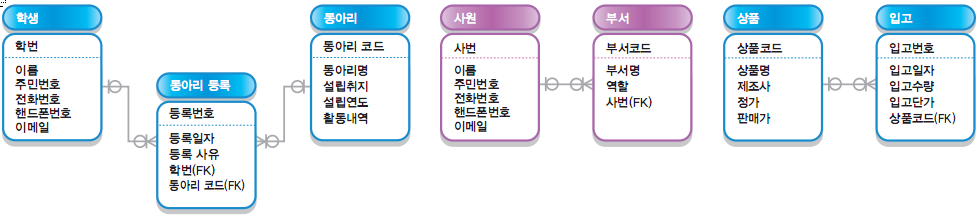 학생
학번
이름
주민번호
전화번호
핸드폰번호
이메일
동아리 등록
등록번호
등록일자
등록 사유
학번(FK)
동아리 코드(FK)
동아리
동아리 코드
동아리명
설립취지
설립연도
활동내역
사원
사번
이름
주민번호
전화번호
핸드폰번호
이메일
부서
부서코드
부서명
역할
사번(FK)
상품
상품코드
상품명
제조사
정가
판매가
입고
입고번호
입고일자
입고수량
입고단가
상품코드(FK)